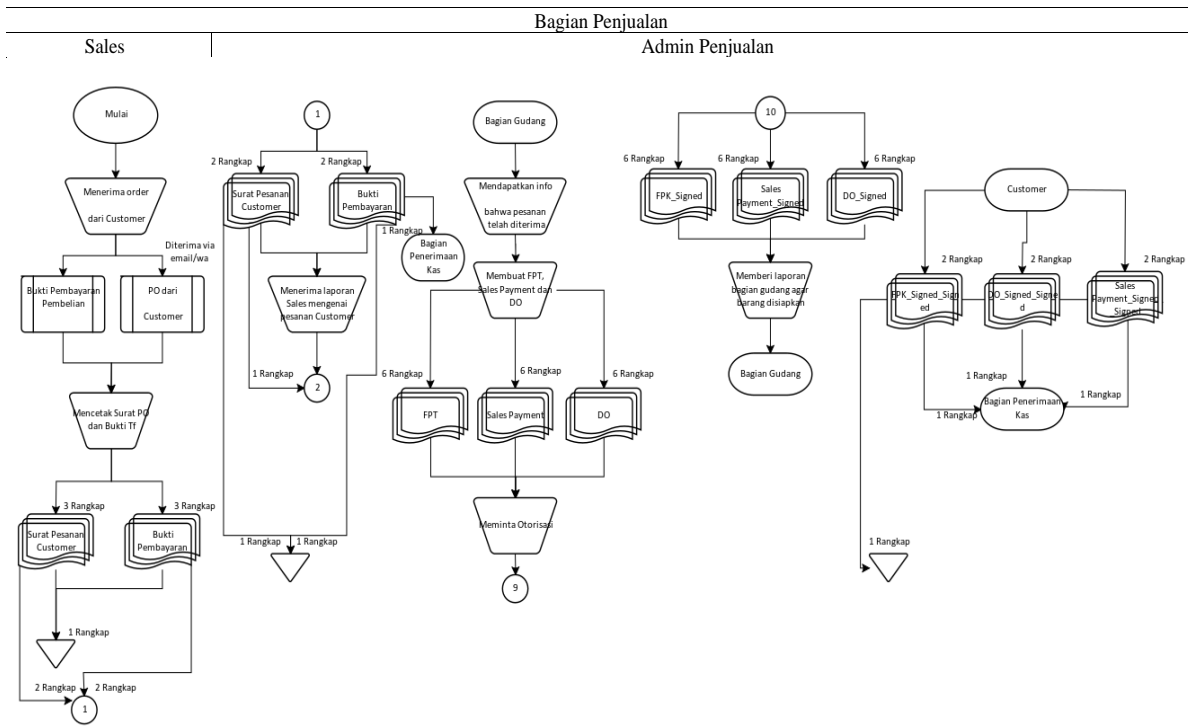 Bagian Penjualan
Sales
Admin Penjualan
Mulai
Menerima order
dari Customer
Diterima via
email/wa
Bukti Pembayaran
Pembelian
PO dari
Customer
Mencetak Surat PO
dan Bukti Tf
3 Rangkap
3 Rangkap
Surat Pesanan
Customer
Bukti
Pembayaran
1 Rangkap
2 Rangkap
2 Rangkap
1
1
2 Rangkap
2 Rangkap
Surat Pesanan
Customer
Bukti
Pembayaran
1 Rangkap
Bagian
Penerimaan
Kas
Menerima laporan
Sales mengenai
pesanan Customer
1 Rangkap
2
1 Rangkap
1 Rangkap
Bagian Gudang
Mendapatkan info
bahwa pesanan
telah diterima
Membuat FPT,
Sales Payment dan
DO
6 Rangkap
6 Rangkap
6 Rangkap
FPT
Sales Payment
DO
Meminta Otorisasi
9
10
6 Rangkap
6 Rangkap
6 Rangkap
FPK_Signed
Sales
Payment_Signed
DO_Signed
Memberi laporan
bagian gudang agar
barang disiapkan
Bagian Gudang
Customer
2 Rangkap
2 Rangkap
2 Rangkap
FPK_Signed_Sign
ed
DO_Signed_Signe
d
Sales
Payment_Signed
_Signed
1 Rangkap
1 Rangkap
1 Rangkap
Bagian Penerimaan
Kas
1 Rangkap